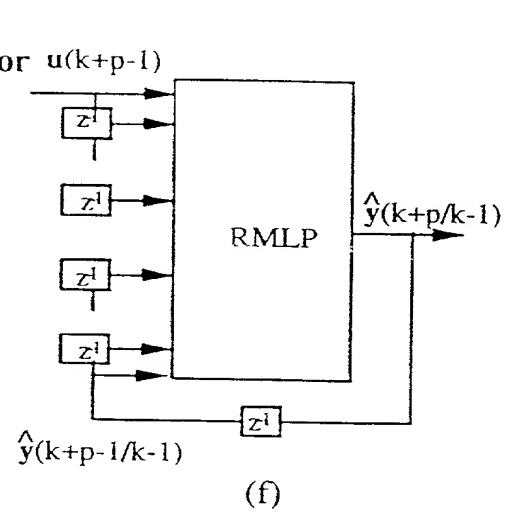 or u(k+p-1)
z-1
z-1
z-1
z-1
RMLP
ŷ(k+p/k-1)
z-1
ŷ(k+p-1/k-1)
(f)